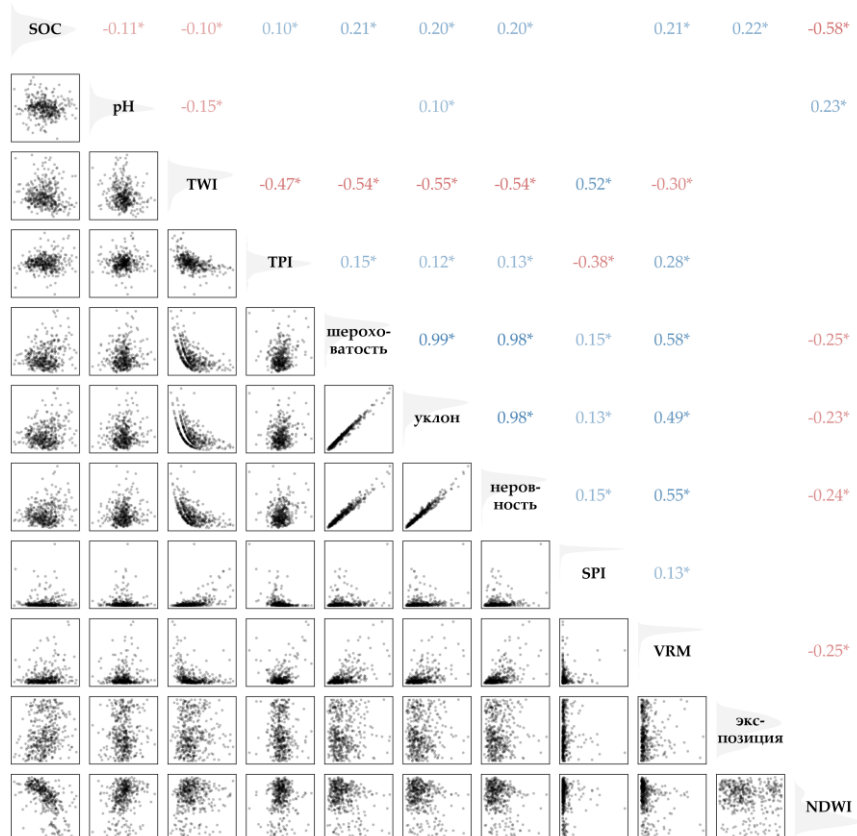 SOC -0.11* -0.10* 0.10* 0.21* 0.20* 0.20* 0.21* 0.22* -0.58*
pH -0.15* 0.10* 0.23*
TWI -0.47* -0.54* -0.55* -0.54* 0.52* -0.30*
TPI 0.15* 0.12* 0.13* -0.38* 0.28*
шерохо-
ватость 0.99* 0.98* 0.15* 0.58* -0.25*
уклон 0.98* 0.13* 0.49* -0.23*
неров-
ность 0.15* 0.55* -0.24*
SPI 0.13*
VRM -0.25*
экс-
позиция
NDWI